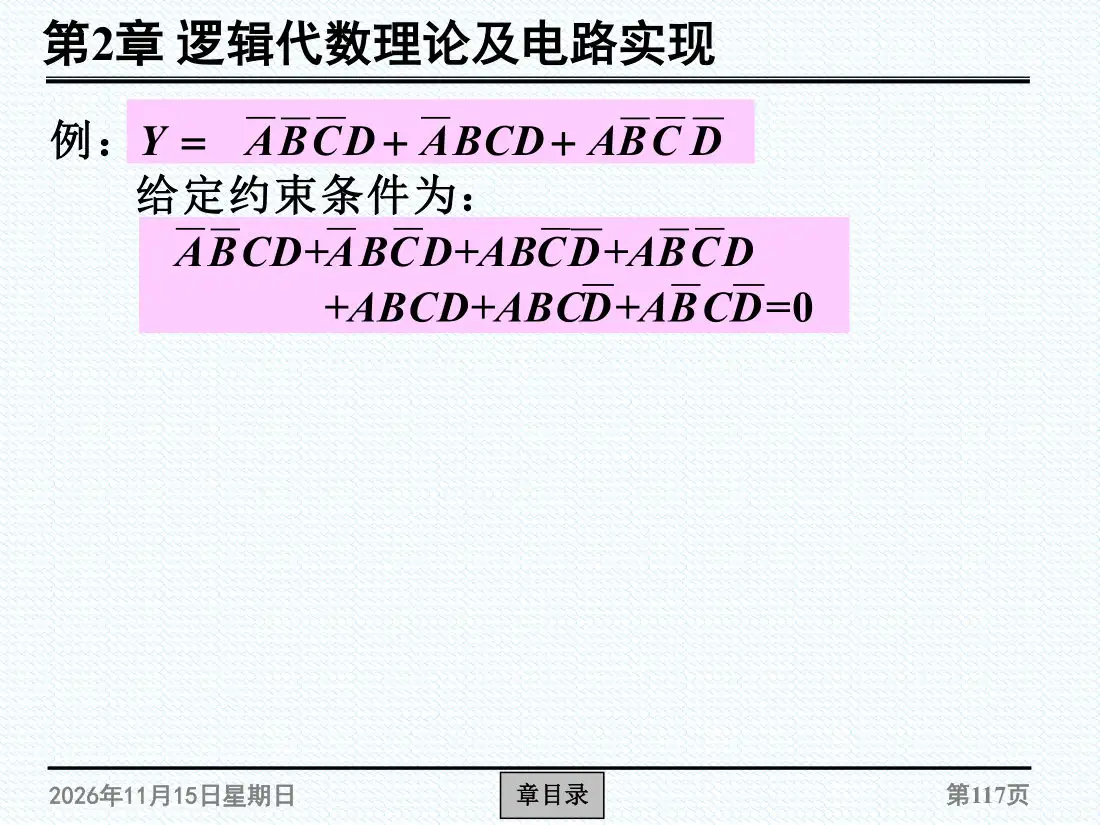 第2章 逻辑代数理论及电路实现
例： Y = A̅B̅C̅D + A̅BCD + AB̅C̅D̅
给定约束条件为：
A̅B̅CD+A̅BC̅D+ABC̅D̅+AB̅C̅D
+ABCD+ABCD̅+AB̅CD̅=0
2026年11月15日星期日 章目录 第117页